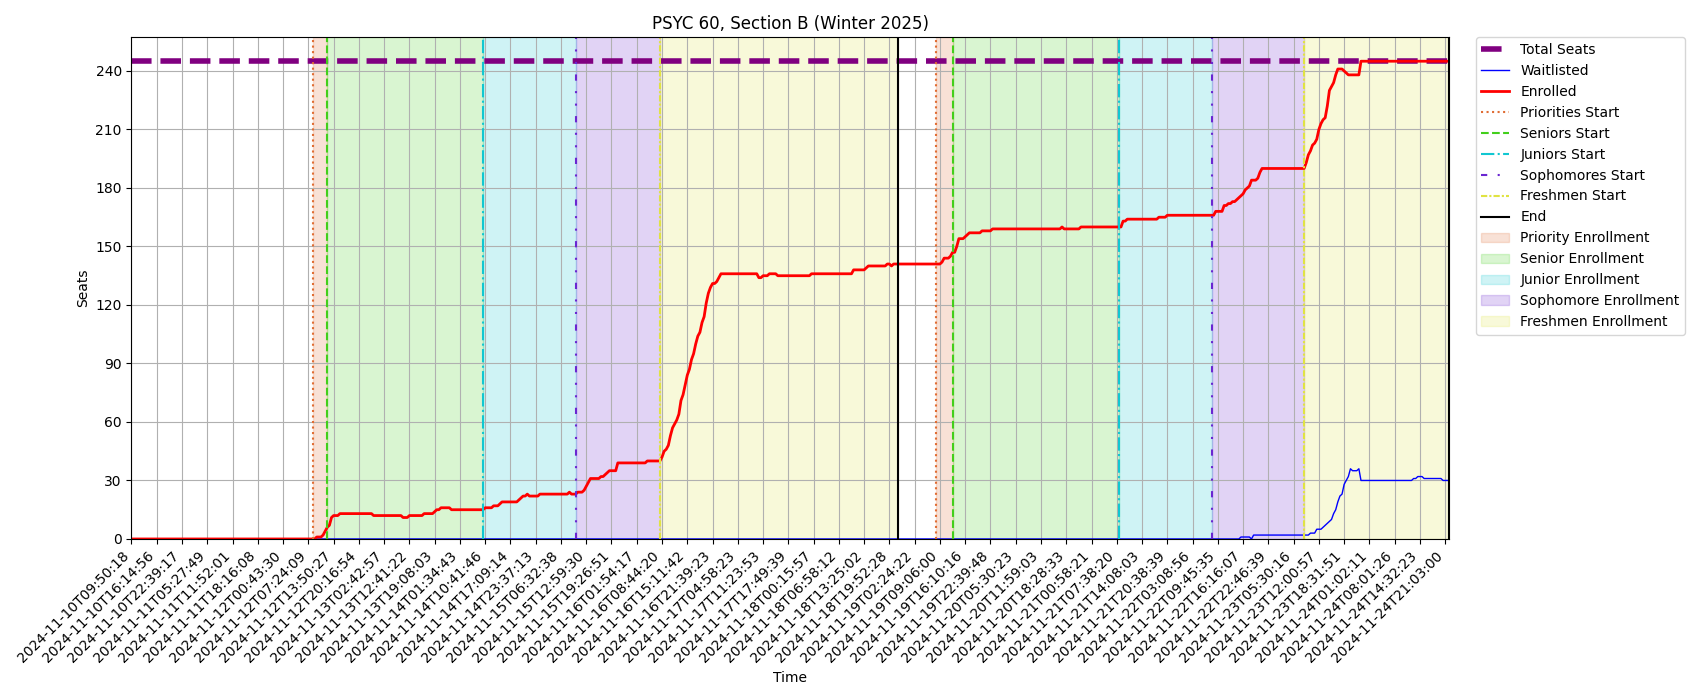 PSYC 60, Section B (Winter 2025)
Total Seats
Waitlisted
Enrolled
Priorities Start
Seniors Start
Juniors Start
Sophomores Start
Freshmen Start
End
Priority Enrollment
Senior Enrollment
Junior Enrollment
Sophomore Enrollment
Freshmen Enrollment
Seats
240
210
180
150
120
90
60
30
0
2024-11-10T09:50:18
2024-11-10T16:14:56
2024-11-10T22:39:17
2024-11-11T05:27:49
2024-11-11T11:52:01
2024-11-11T18:16:08
2024-11-12T00:43:30
2024-11-12T07:24:09
2024-11-12T13:50:27
2024-11-12T20:16:54
2024-11-13T02:42:57
2024-11-13T12:41:22
2024-11-13T19:08:03
2024-11-14T01:34:43
2024-11-14T10:41:46
2024-11-14T17:09:14
2024-11-14T23:37:13
2024-11-15T06:32:38
2024-11-15T12:59:30
2024-11-15T19:26:51
2024-11-16T01:54:17
2024-11-16T08:44:20
2024-11-16T15:11:42
2024-11-16T21:39:23
2024-11-17T04:58:23
2024-11-17T11:23:53
2024-11-17T17:49:39
2024-11-18T00:15:57
2024-11-18T06:58:12
2024-11-18T13:25:02
2024-11-18T19:52:28
2024-11-19T02:24:22
2024-11-19T09:06:00
2024-11-19T16:10:16
2024-11-19T22:39:48
2024-11-20T05:30:23
2024-11-20T11:59:03
2024-11-20T18:28:33
2024-11-21T00:58:21
2024-11-21T07:38:20
2024-11-21T14:08:03
2024-11-21T20:38:39
2024-11-22T03:08:56
2024-11-22T09:45:35
2024-11-22T16:16:07
2024-11-22T22:46:39
2024-11-23T05:30:16
2024-11-23T12:00:57
2024-11-23T18:31:51
2024-11-24T01:02:11
2024-11-24T08:01:26
2024-11-24T14:32:23
2024-11-24T21:03:00
Time